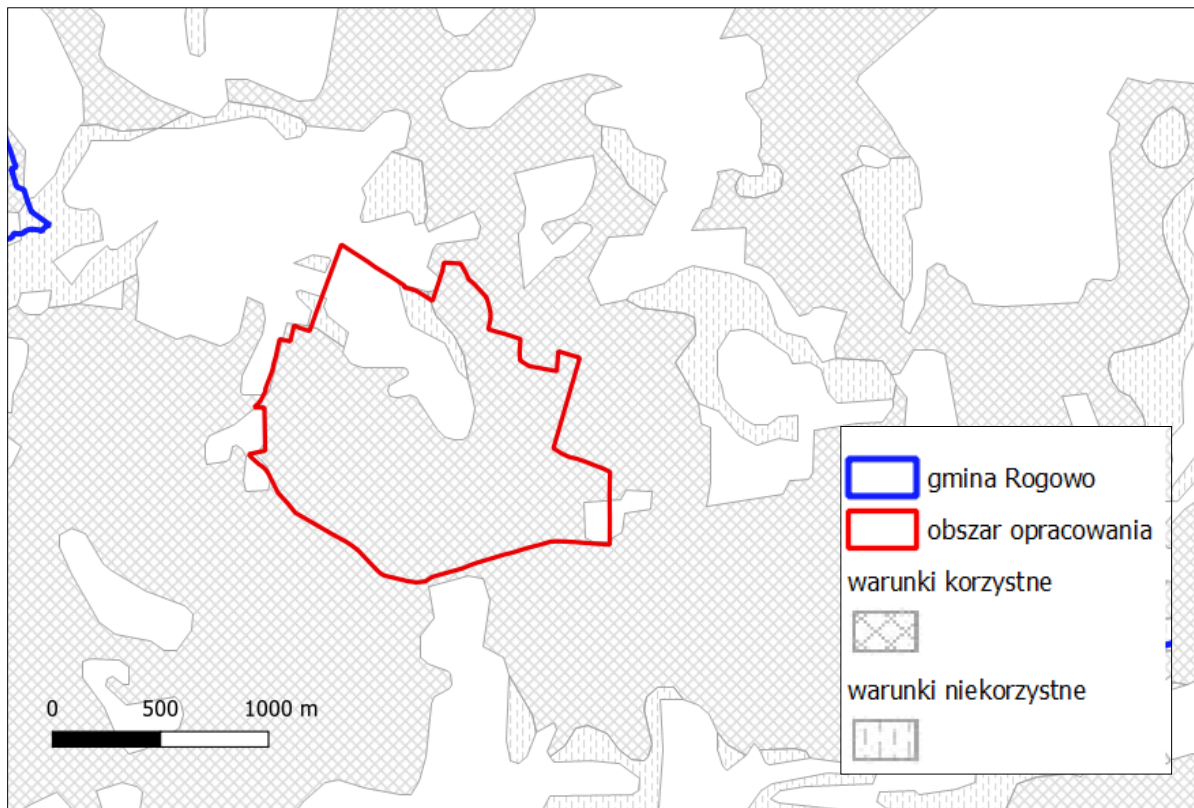 gmina Rogowo
obszar opracowania
warunki korzystne
warunki niekorzystne
0 500 1000 m